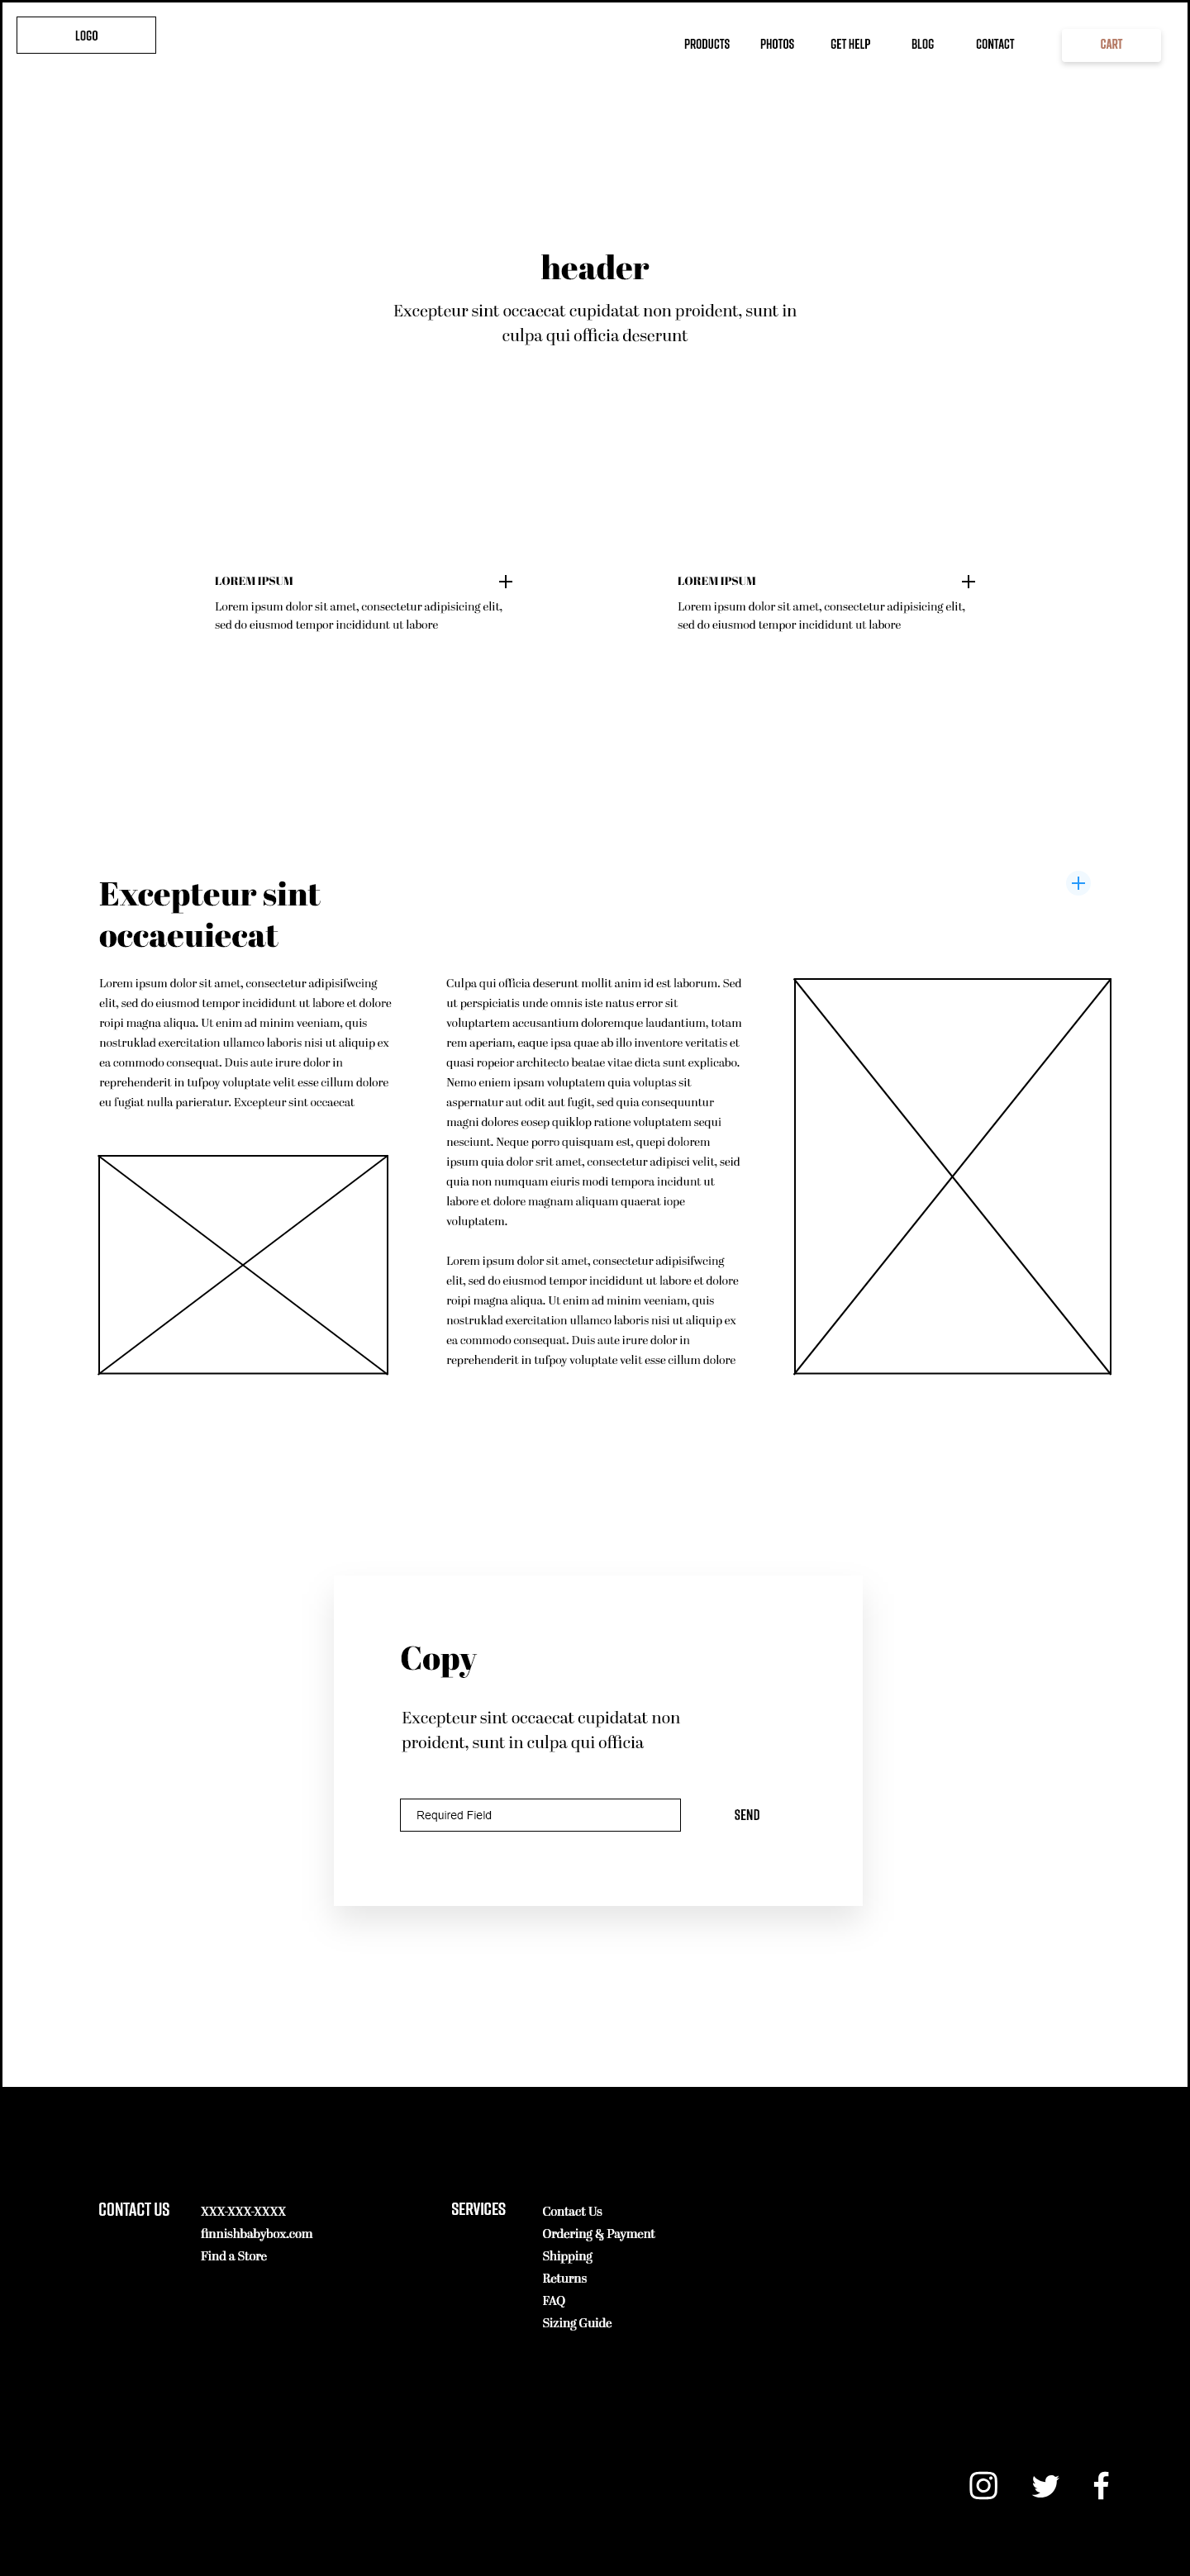 LOGO
PRODUCTS PHOTOS GET HELP BLOG CONTACT CART
header
Excepteur sint occaecat cupidatat non proident, sunt in
culpa qui officia deserunt
LOREM IPSUM
Lorem ipsum dolor sit amet, consectetur adipisicing elit,
sed do eiusmod tempor incididunt ut labore
LOREM IPSUM
Lorem ipsum dolor sit amet, consectetur adipisicing elit,
sed do eiusmod tempor incididunt ut labore
Excepteur sint
occaeuiecat
Lorem ipsum dolor sit amet, consectetur adipisifwcing
elit, sed do eiusmod tempor incididunt ut labore et dolore
roipi magna aliqua. Ut enim ad minim veeniam, quis
nostruklad exercitation ullamco laboris nisi ut aliquip ex
ea commodo consequat. Duis aute irure dolor in
reprehenderit in tufpoy voluptate velit esse cillum dolore
eu fugiat nulla parieratur. Excepteur sint occaecat
Culpa qui officia deserunt mollit anim id est laborum. Sed
ut perspiciatis unde omnis iste natus error sit
voluptartem accusantium doloremque laudantium, totam
rem aperiam, eaque ipsa quae ab illo inventore veritatis et
quasi ropeior architecto beatae vitae dicta sunt explicabo.
Nemo eniem ipsam voluptatem quia voluptas sit
aspernatur aut odit aut fugit, sed quia consequuntur
magni dolores eosep quiklop ratione voluptatem sequi
nesciunt. Neque porro quisquam est, quepi dolorem
ipsum quia dolor srit amet, consectetur adipisci velit, seid
quia non numquam eiuris modi tempora incidunt ut
labore et dolore magnam aliquam quaerat iope
voluptatem.
Lorem ipsum dolor sit amet, consectetur adipisifwcing
elit, sed do eiusmod tempor incididunt ut labore et dolore
roipi magna aliqua. Ut enim ad minim veeniam, quis
nostruklad exercitation ullamco laboris nisi ut aliquip ex
ea commodo consequat. Duis aute irure dolor in
reprehenderit in tufpoy voluptate velit esse cillum dolore
Copy
Excepteur sint occaecat cupidatat non
proident, sunt in culpa qui officia
Required Field
SEND
CONTACT US
XXX-XXX-XXXX
finnishbabybox.com
Find a Store
SERVICES
Contact Us
Ordering & Payment
Shipping
Returns
FAQ
Sizing Guide